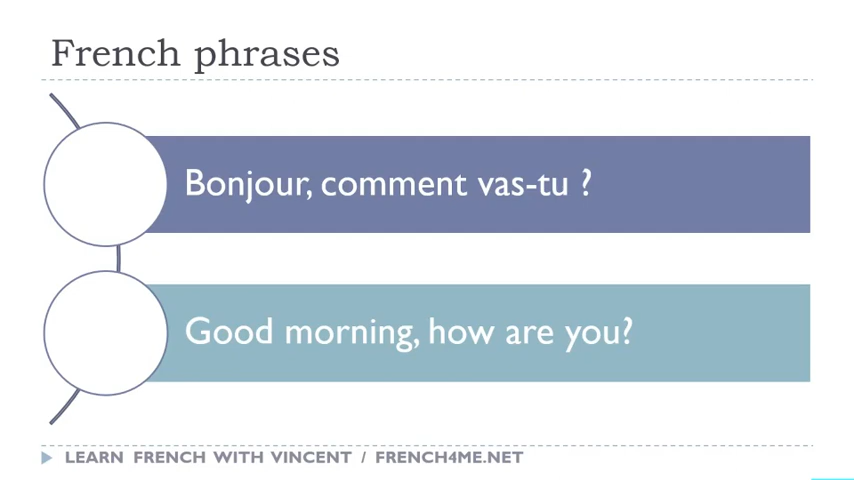 French phrases
Bonjour, comment vas-tu ?
Good morning, how are you?
LEARN FRENCH WITH VINCENT / FRENCH4ME.NET